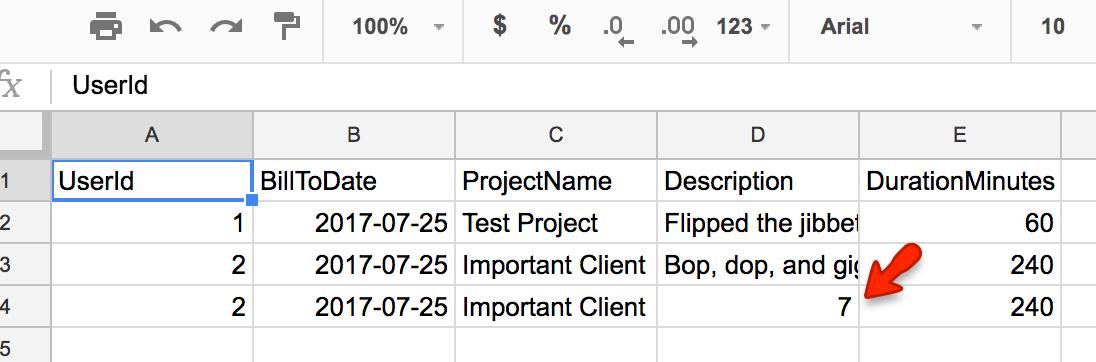 100% $ % .0 .00 123 Arial 10
fx UserId
A B C D E
1 UserId BillToDate ProjectName Description DurationMinutes
2 1 2017-07-25 Test Project Flipped the jibbet 60
3 2 2017-07-25 Important Client Bop, dop, and gig 240
4 2 2017-07-25 Important Client 7 240
5